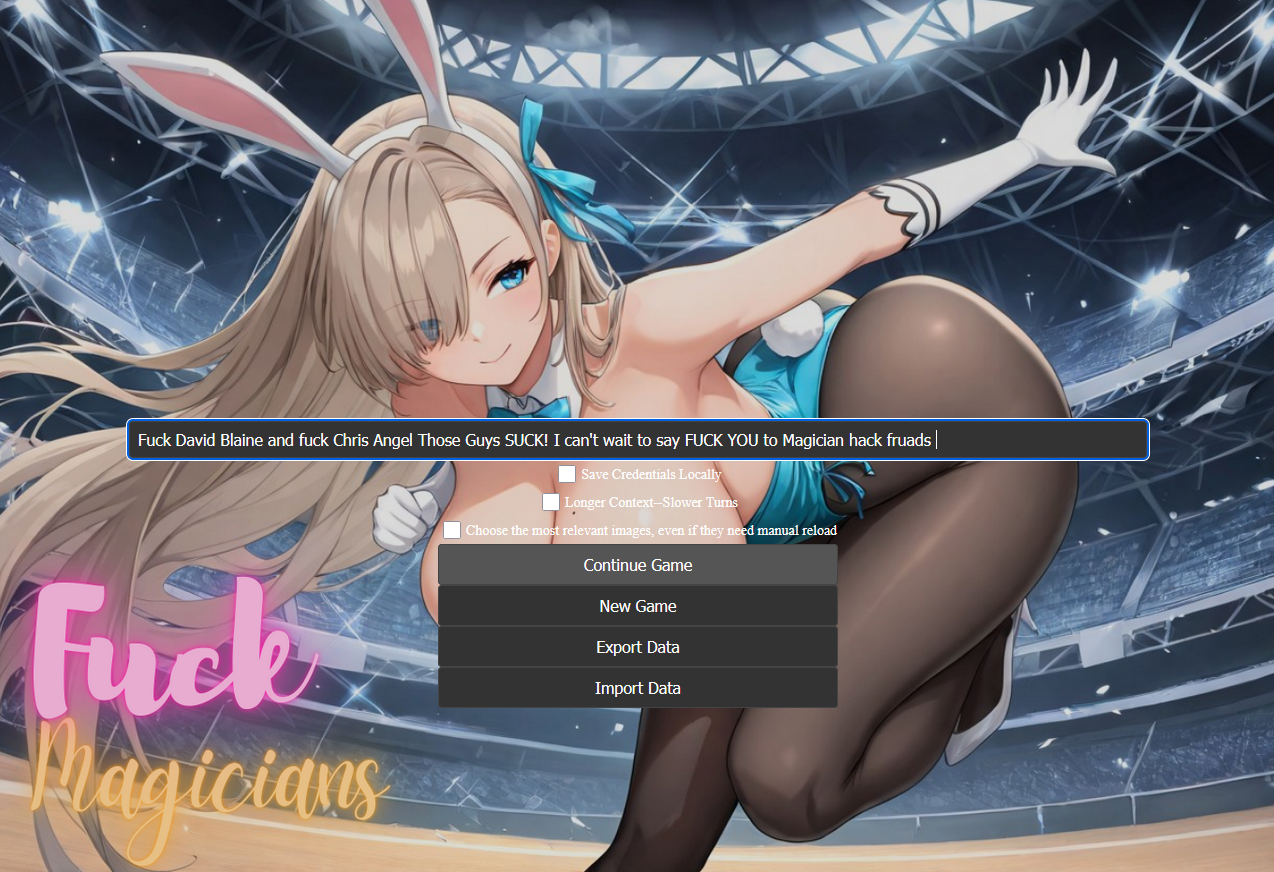 Fuck David Blaine and fuck Chris Angel Those Guys SUCK! I can't wait to say FUCK YOU to Magician hack fruads
Save Credentials Locally
Longer Context--Slower Turns
Choose the most relevant images, even if they need manual reload
Continue Game
New Game
Export Data
Import Data
Fuck
Magicians